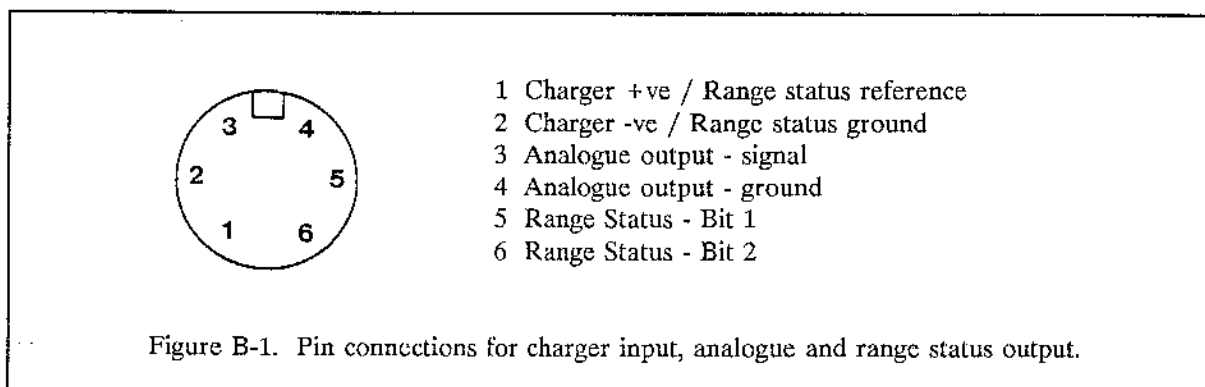 3 4
2 5
1 6
1 Charger +ve / Range status reference
2 Charger -ve / Range status ground
3 Analogue output - signal
4 Analogue output - ground
5 Range Status - Bit 1
6 Range Status - Bit 2
Figure B-1. Pin connections for charger input, analogue and range status output.